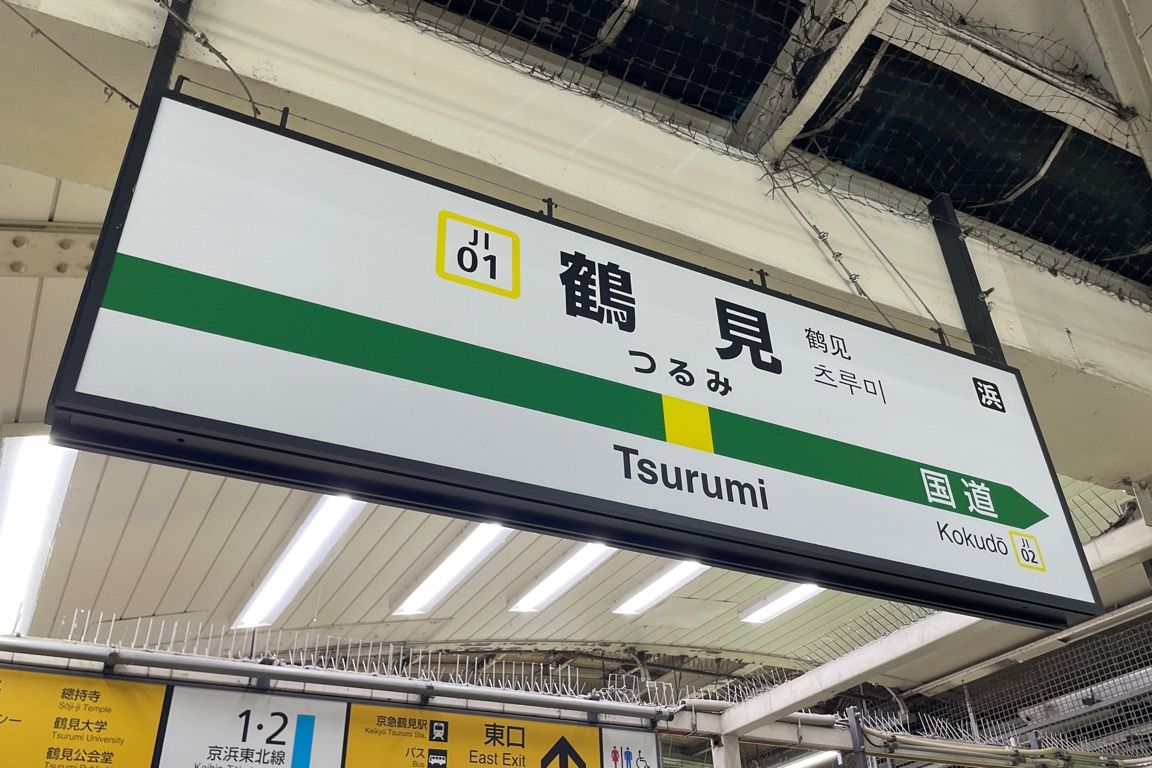 JI
01
鶴見
鹤见
츠루미
つるみ
浜
Tsurumi
国道
Kokudō
JI
02
總持寺
Sōji-ji Temple
鶴見大学
Tsurumi University
鶴見公会堂
1・2
京浜東北線
京急鶴見駅
Keikyū Tsurumi Sta.
バス
Bus
東口
East Exit